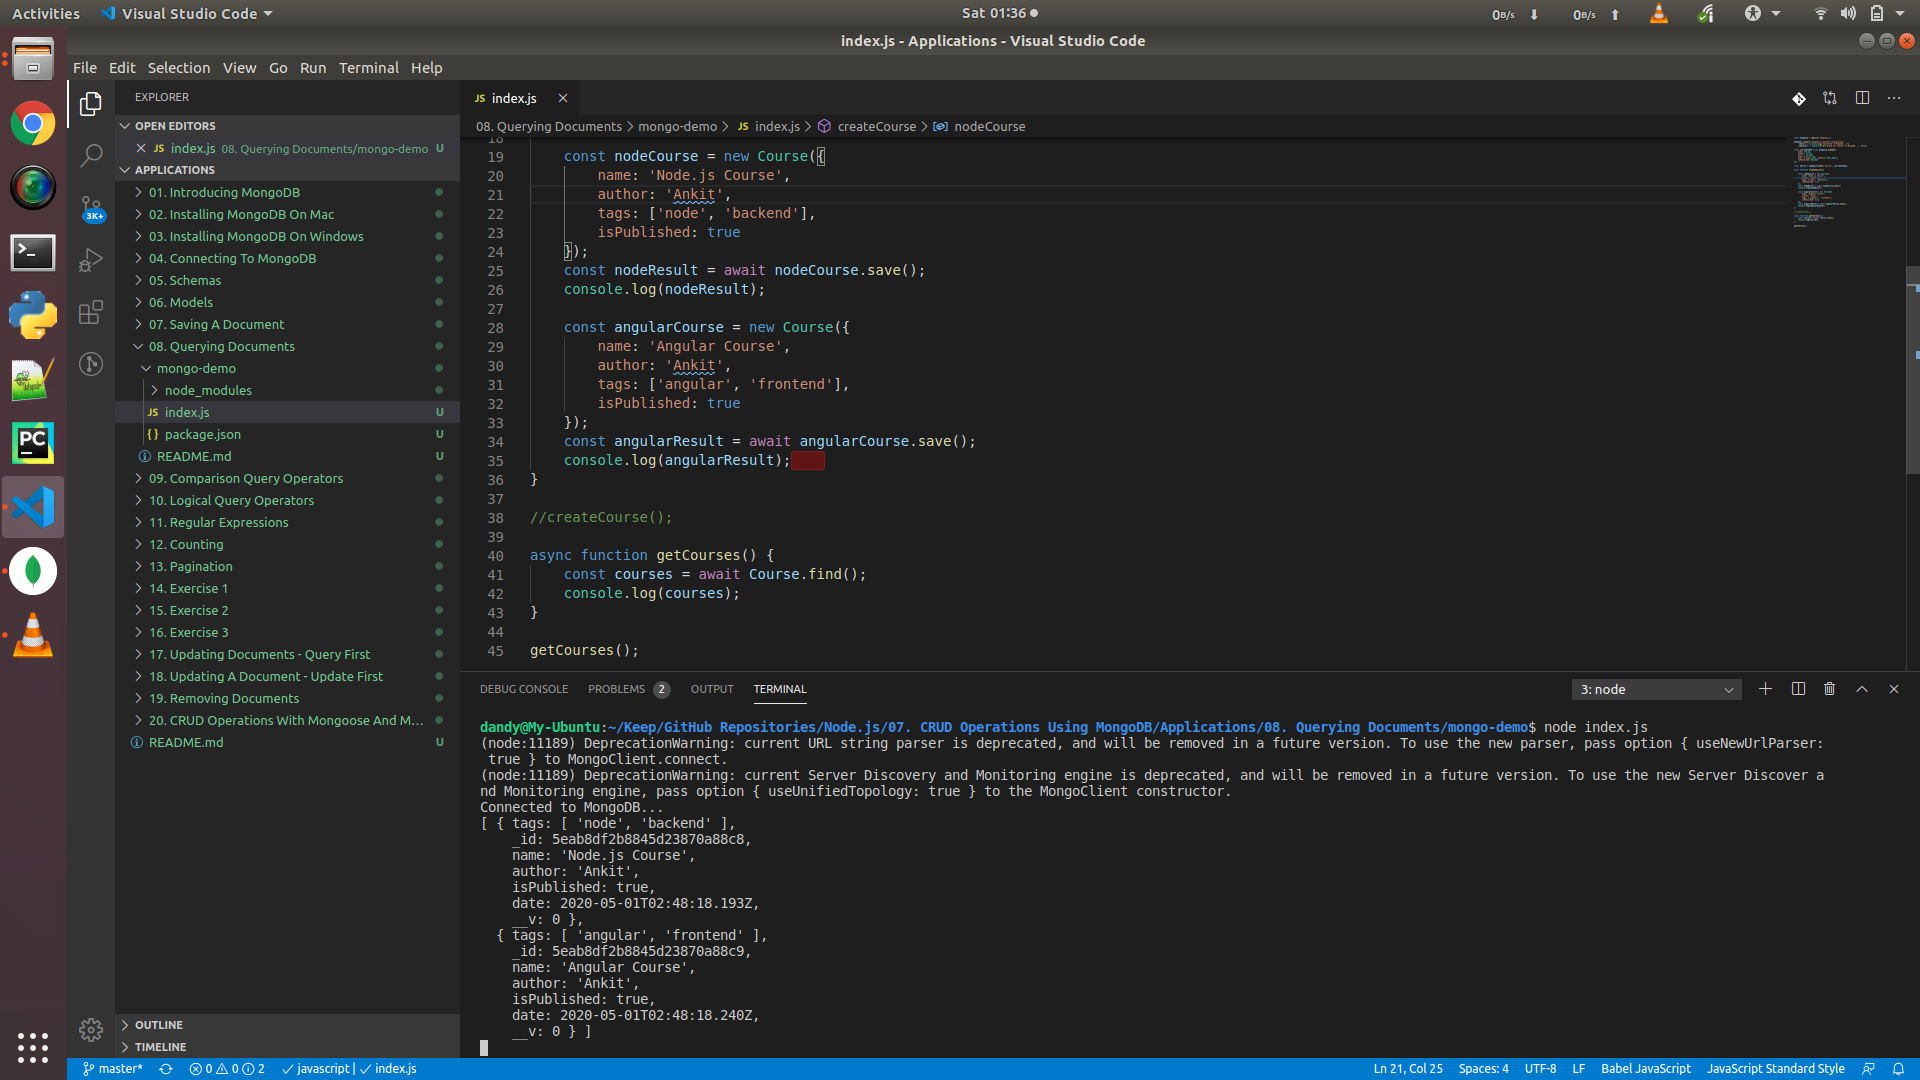 Activities
Visual Studio Code
Sat 01:36
0B/s
0B/s
index.js - Applications - Visual Studio Code
File Edit Selection View Go Run Terminal Help
EXPLORER
OPEN EDITORS
JS index.js 08. Querying Documents/mongo-demo U
APPLICATIONS
3K+
01. Introducing MongoDB
02. Installing MongoDB On Mac
03. Installing MongoDB On Windows
04. Connecting To MongoDB
05. Schemas
06. Models
07. Saving A Document
08. Querying Documents
mongo-demo
node_modules
JS index.js U
{} package.json U
README.md U
09. Comparison Query Operators
10. Logical Query Operators
11. Regular Expressions
12. Counting
13. Pagination
14. Exercise 1
15. Exercise 2
16. Exercise 3
17. Updating Documents - Query First
18. Updating A Document - Update First
19. Removing Documents
20. CRUD Operations With Mongoose And M...
README.md U
OUTLINE
TIMELINE
PC
JS index.js
08. Querying Documents > mongo-demo > JS index.js > createCourse > nodeCourse
18
19 const nodeCourse = new Course({
20 name: 'Node.js Course',
21 author: 'Ankit',
22 tags: ['node', 'backend'],
23 isPublished: true
24 });
25 const nodeResult = await nodeCourse.save();
26 console.log(nodeResult);
27
28 const angularCourse = new Course({
29 name: 'Angular Course',
30 author: 'Ankit',
31 tags: ['angular', 'frontend'],
32 isPublished: true
33 });
34 const angularResult = await angularCourse.save();
35 console.log(angularResult);
36 }
37
38 //createCourse();
39
40 async function getCourses() {
41 const courses = await Course.find();
42 console.log(courses);
43 }
44
45 getCourses();
DEBUG CONSOLE PROBLEMS 2 OUTPUT TERMINAL
3: node
dandy@My-Ubuntu:~/Keep/GitHub Repositories/Node.js/07. CRUD Operations Using MongoDB/Applications/08. Querying Documents/mongo-demo$ node index.js
(node:11189) DeprecationWarning: current URL string parser is deprecated, and will be removed in a future version. To use the new parser, pass option { useNewUrlParser:
true } to MongoClient.connect.
(node:11189) DeprecationWarning: current Server Discovery and Monitoring engine is deprecated, and will be removed in a future version. To use the new Server Discover a
nd Monitoring engine, pass option { useUnifiedTopology: true } to the MongoClient constructor.
Connected to MongoDB...
[ { tags: [ 'node', 'backend' ],
_id: 5eab8df2b8845d23870a88c8,
name: 'Node.js Course',
author: 'Ankit',
isPublished: true,
date: 2020-05-01T02:48:18.193Z,
__v: 0 },
{ tags: [ 'angular', 'frontend' ],
_id: 5eab8df2b8845d23870a88c9,
name: 'Angular Course',
author: 'Ankit',
isPublished: true,
date: 2020-05-01T02:48:18.240Z,
__v: 0 } ]
master* 0 0 2 javascript | index.js
Ln 21, Col 25 Spaces: 4 UTF-8 LF Babel JavaScript JavaScript Standard Style